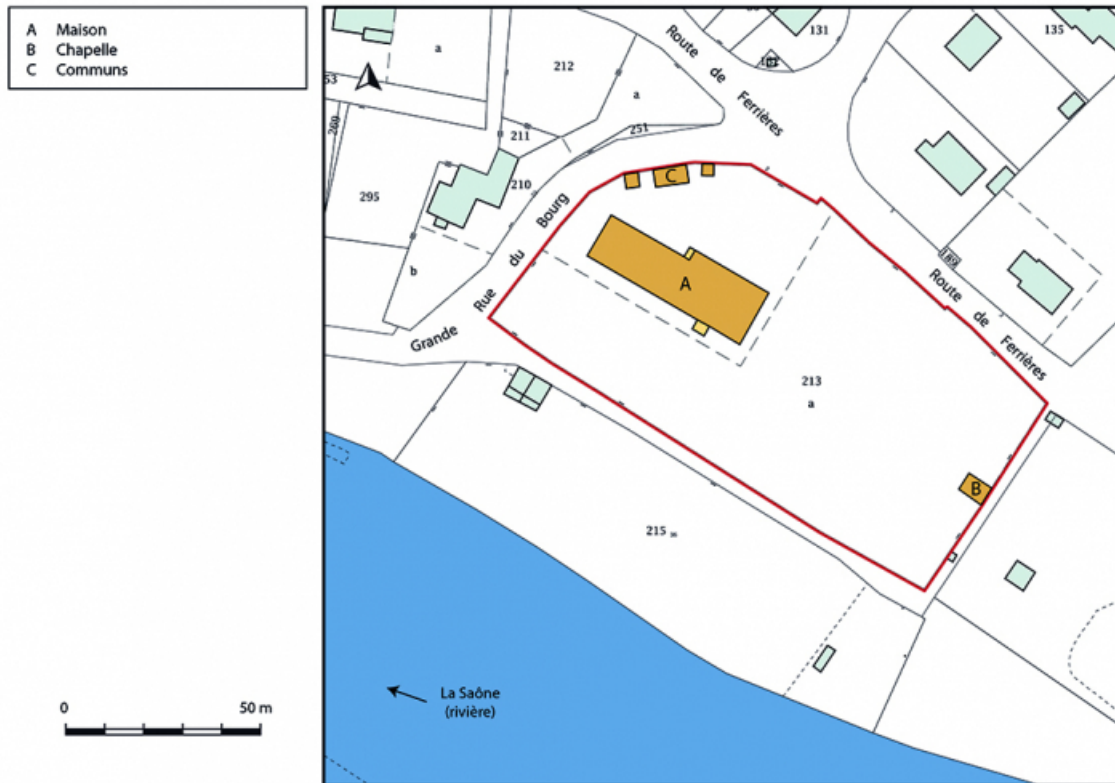 A Maison
B Chapelle
C Communs
0 50 m
a
212
a
131
135
53
211
251
269
295
210
b
Route de Ferrières
Grande Rue du Bourg
C
A
189
Route de Ferrières
213
a
B
215
La Saône
(rivière)